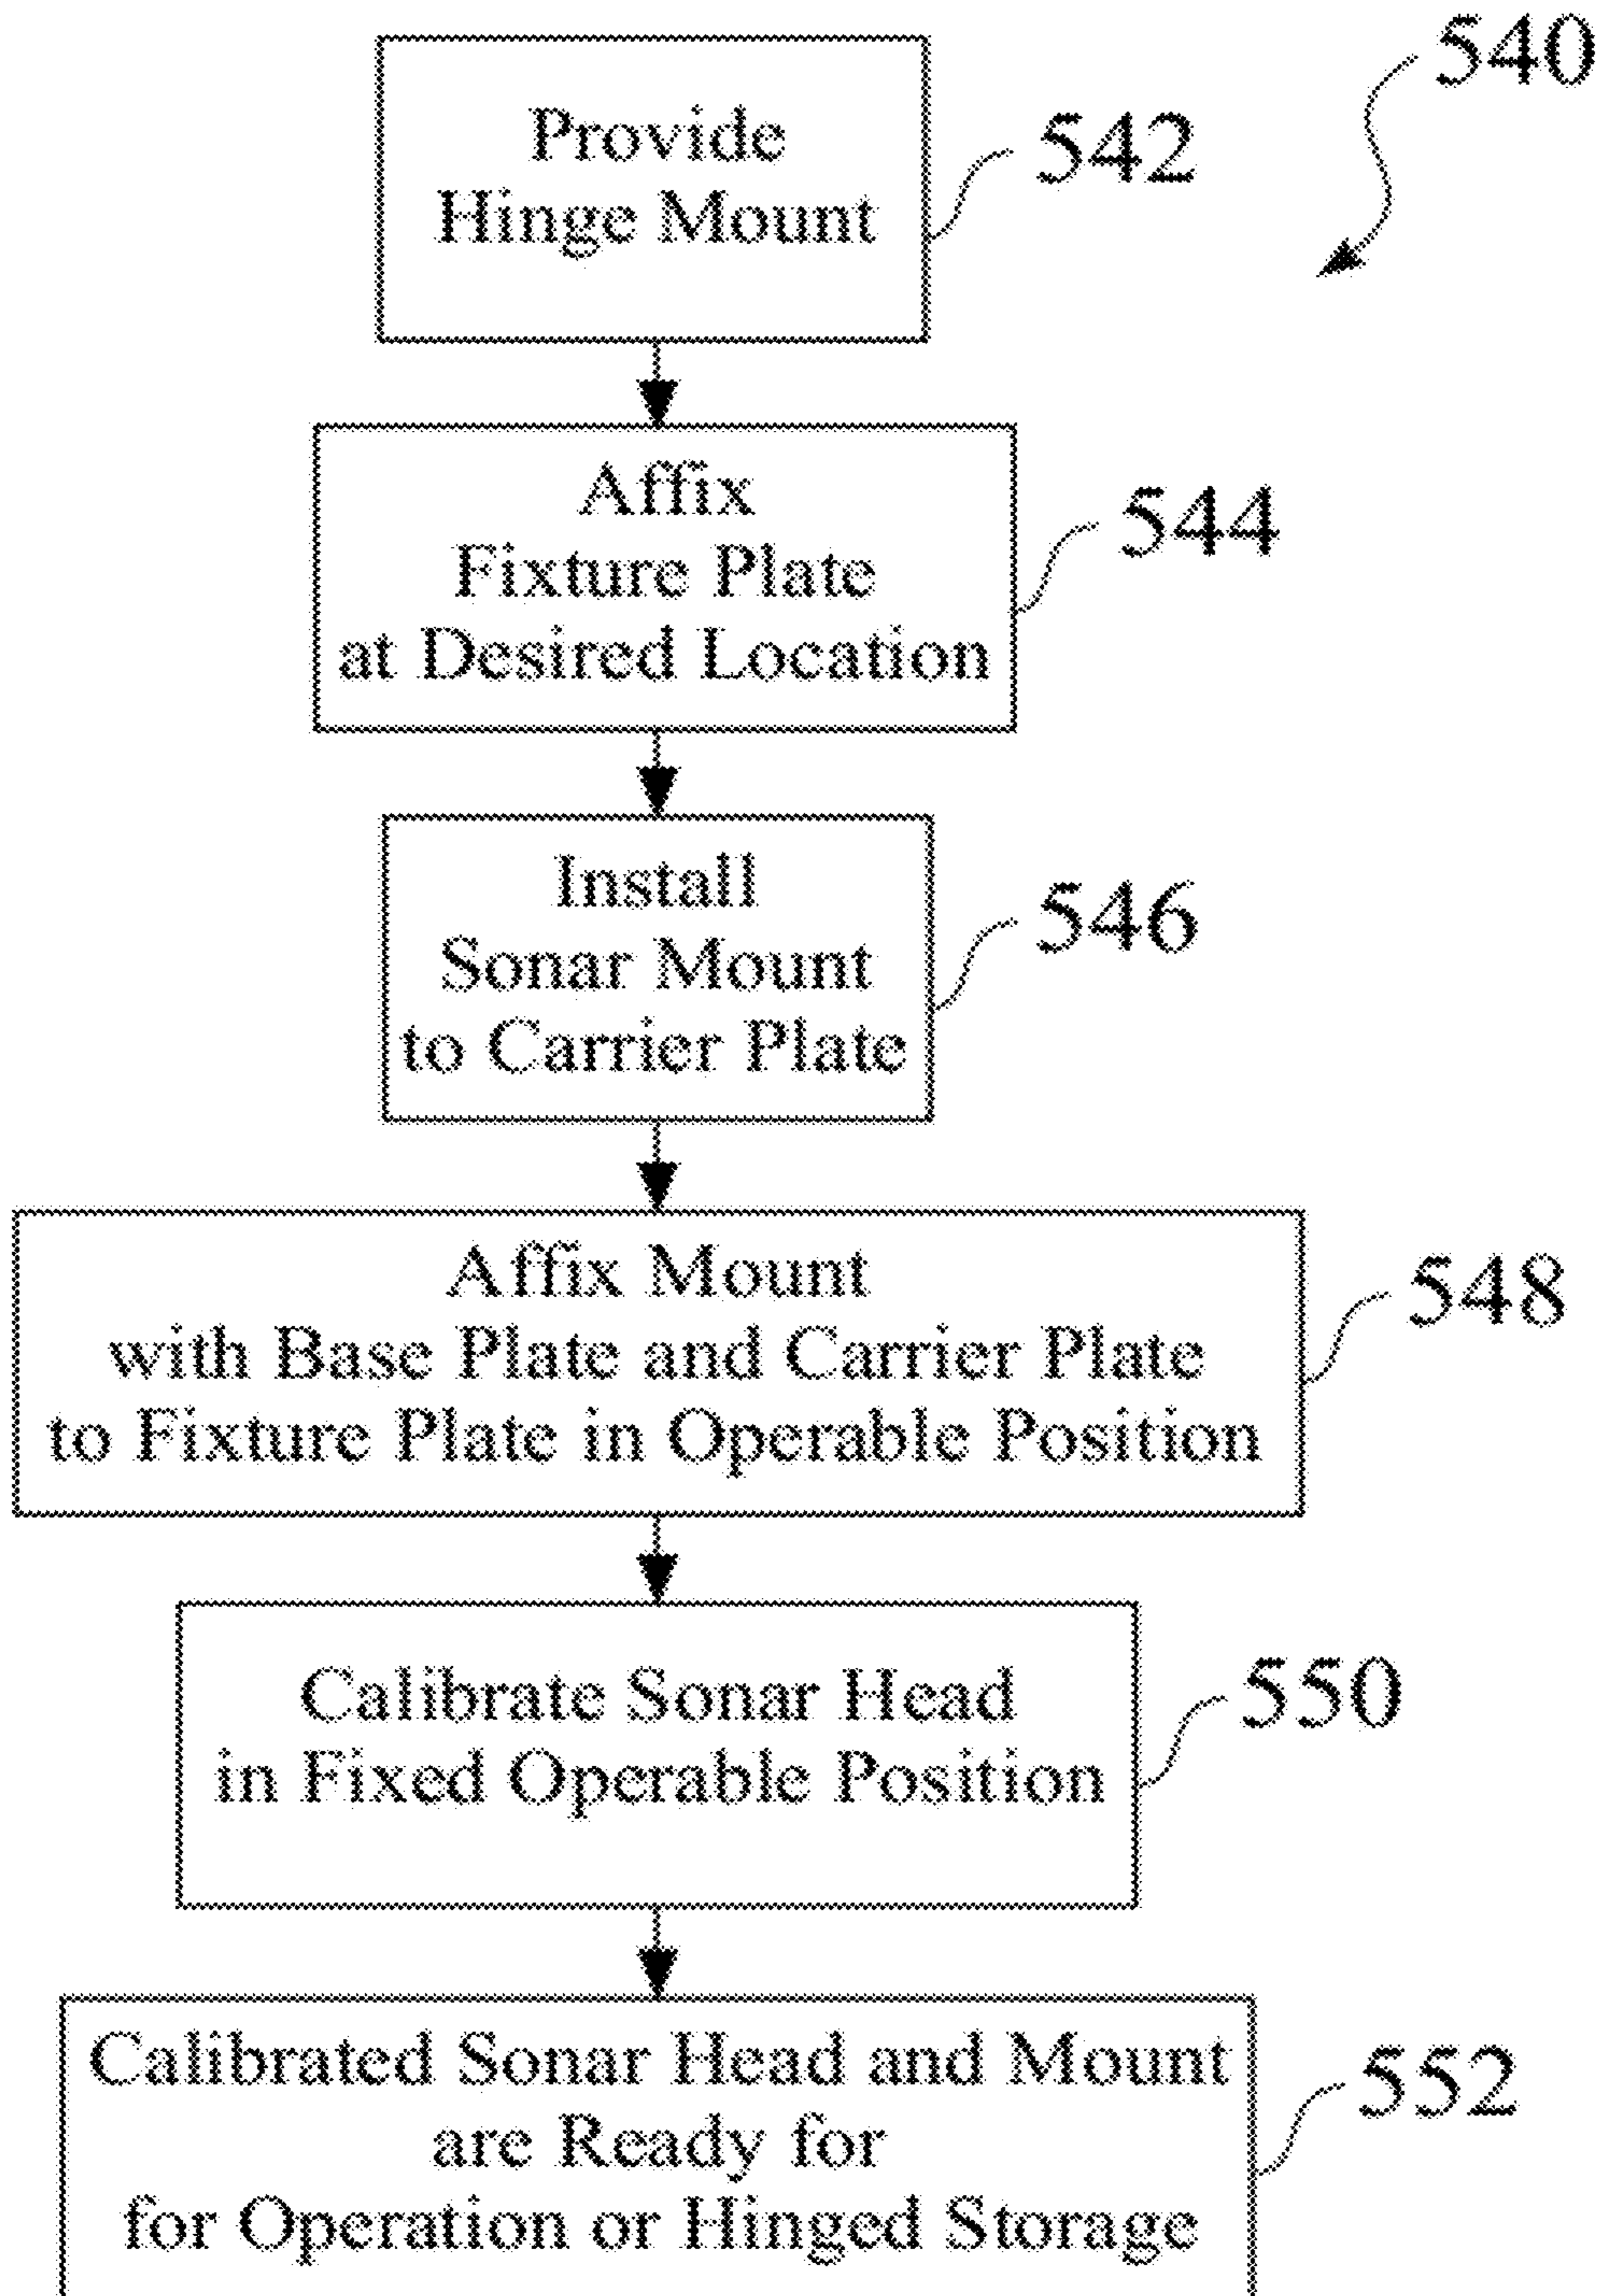 540
Provide
Hinge Mount
542
Affix
Fixture Plate
at Desired Location
544
Install
Sonar Mount
to Carrier Plate
546
Affix Mount
with Base Plate and Carrier Plate
to Fixture Plate in Operable Position
548
Calibrate Sonar Head
in Fixed Operable Position
550
Calibrated Sonar Head and Mount
are Ready for
for Operation or Hinged Storage
552